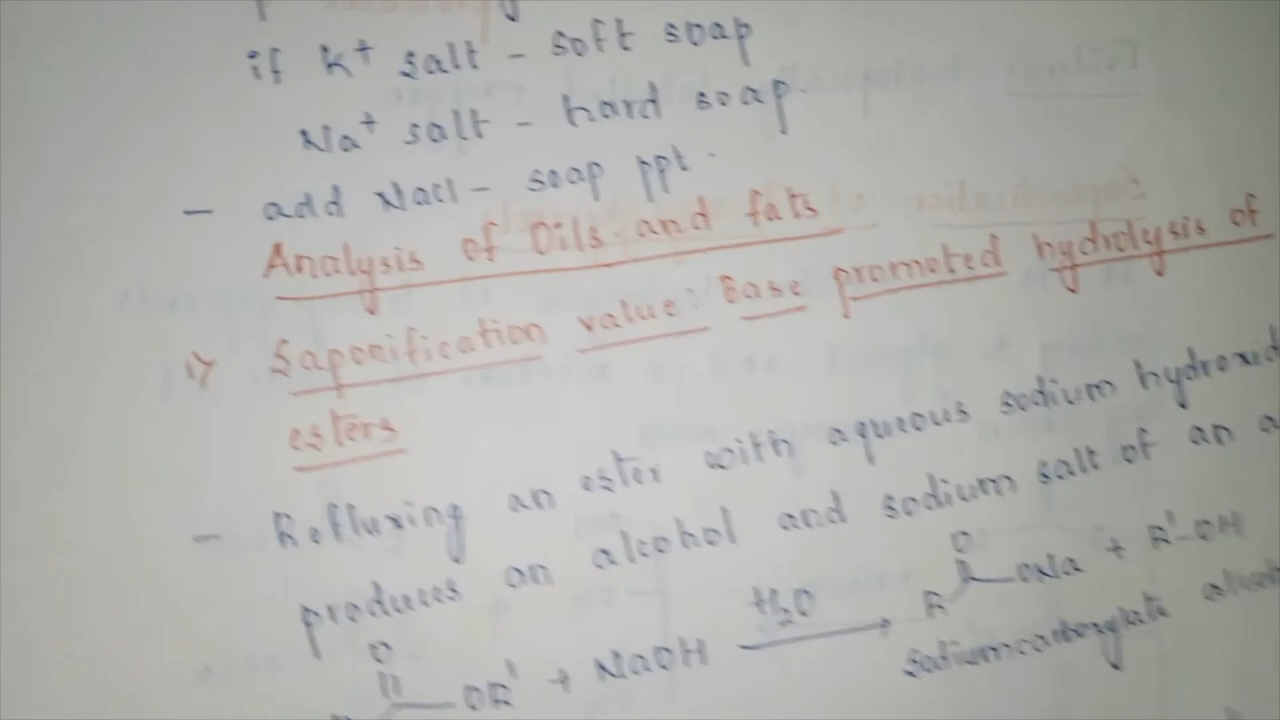 if K+ salt - soft soap
Na+ salt - hard soap.
- add NaCl - soap ppt.
Analysis of Oils and fats
1) Saponification value: Base promoted hydrolysis of
esters
- Refluxing an ester with aqueous sodium hydroxid
produces an alcohol and sodium salt of an a
O
R ONa + R'-OH
sodium carboxylate alcoh
O
OR' + NaOH H2O